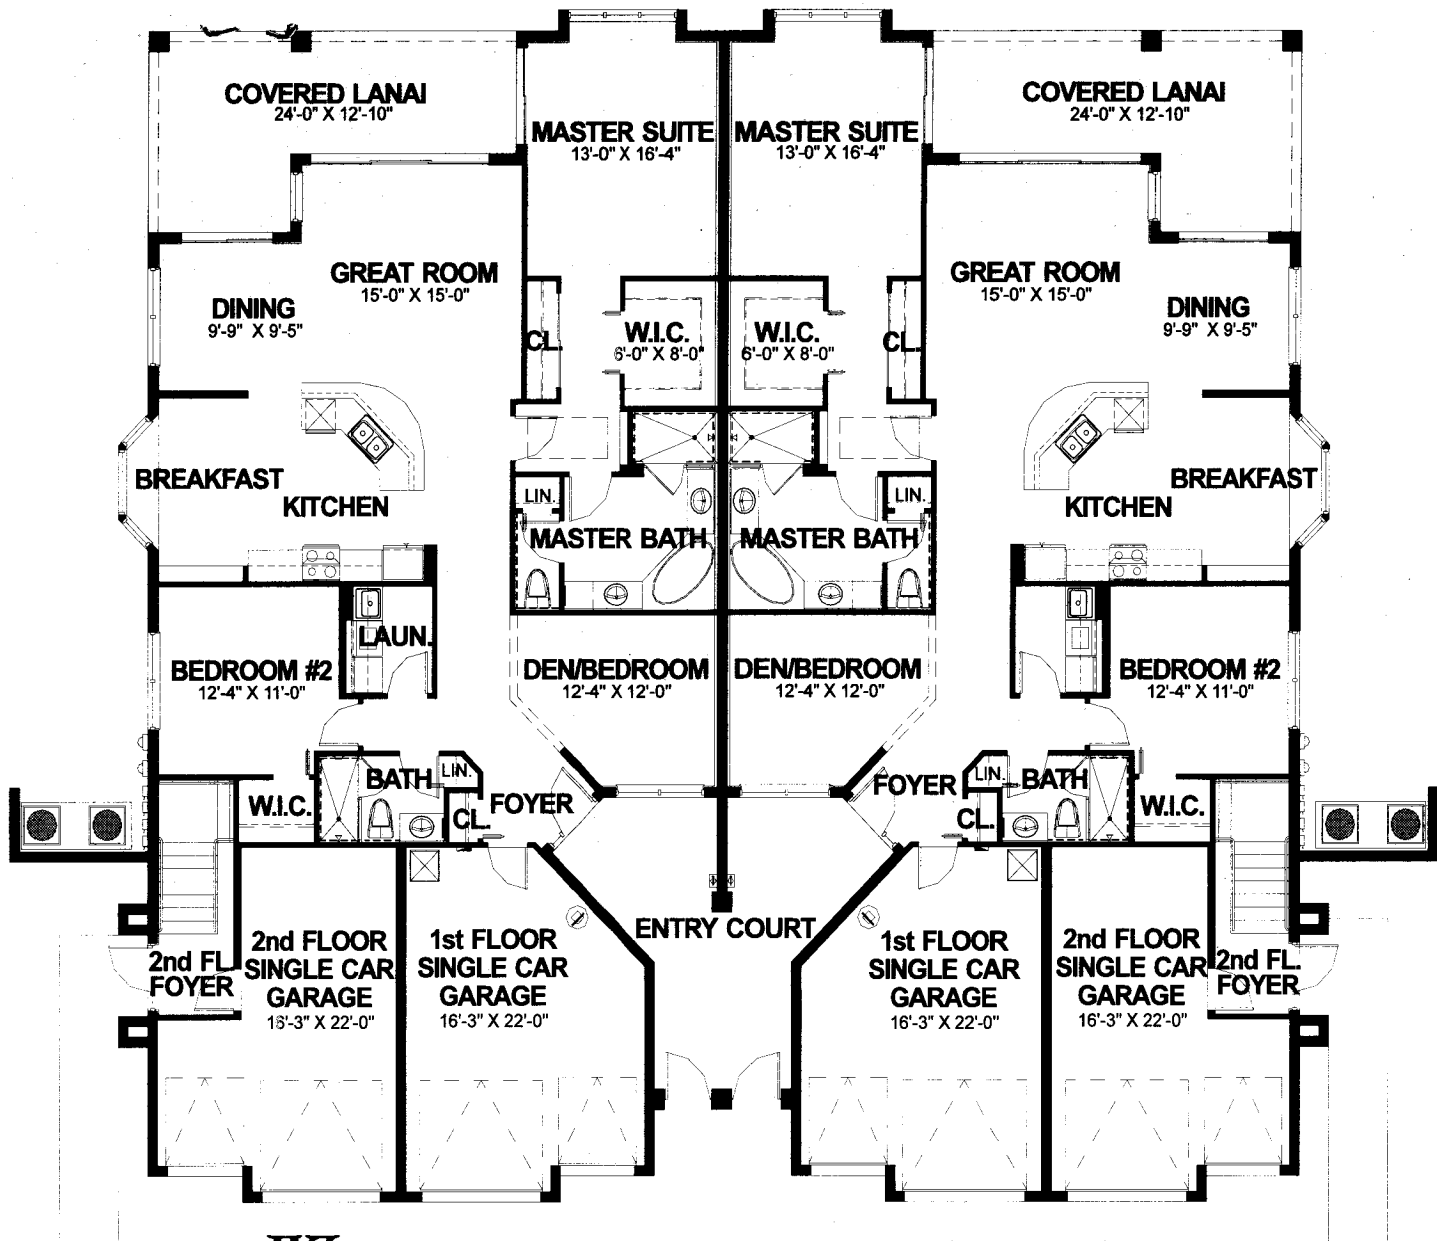 COVERED LANAI
24'-0" X 12'-10"
MASTER SUITE
13'-0" X 16'-4"
MASTER SUITE
13'-0" X 16'-4"
COVERED LANAI
24'-0" X 12'-10"
GREAT ROOM
15'-0" X 15'-0"
DINING
9'-9" X 9'-5"
CL.
W.I.C.
6'-0" X 8'-0"
W.I.C.
6'-0" X 8'-0"
CL.
GREAT ROOM
15'-0" X 15'-0"
DINING
9'-9" X 9'-5"
BREAKFAST
KITCHEN
LIN.
MASTER BATH
MASTER BATH
LIN.
KITCHEN
BREAKFAST
LAUN.
BEDROOM #2
12'-4" X 11'-0"
DEN/BEDROOM
12'-4" X 12'-0"
DEN/BEDROOM
12'-4" X 12'-0"
BEDROOM #2
12'-4" X 11'-0"
BATH
LIN.
W.I.C.
CL.
FOYER
FOYER
LIN.
BATH
CL.
W.I.C.
ENTRY COURT
2nd FL
FOYER
2nd FLOOR
SINGLE CAR
GARAGE
16'-3" X 22'-0"
1st FLOOR
SINGLE CAR
GARAGE
16'-3" X 22'-0"
1st FLOOR
SINGLE CAR
GARAGE
16'-3" X 22'-0"
2nd FLOOR
SINGLE CAR
GARAGE
16'-3" X 22'-0"
2nd FL.
FOYER